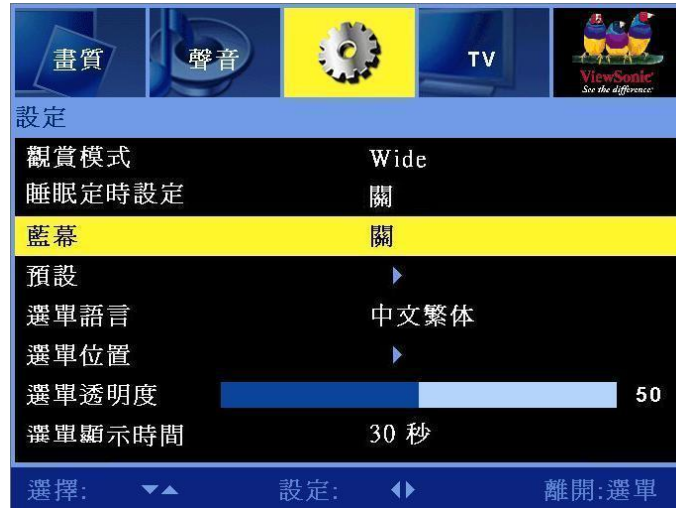 畫質 聲音 TV ViewSonic®
See the difference™
設定
觀賞模式 Wide
睡眠定時設定 關
藍幕 關
預設
選單語言 中文繁体
選單位置
選單透明度 50
選單顯示時間 30 秒
選擇: 設定: 離開:選單